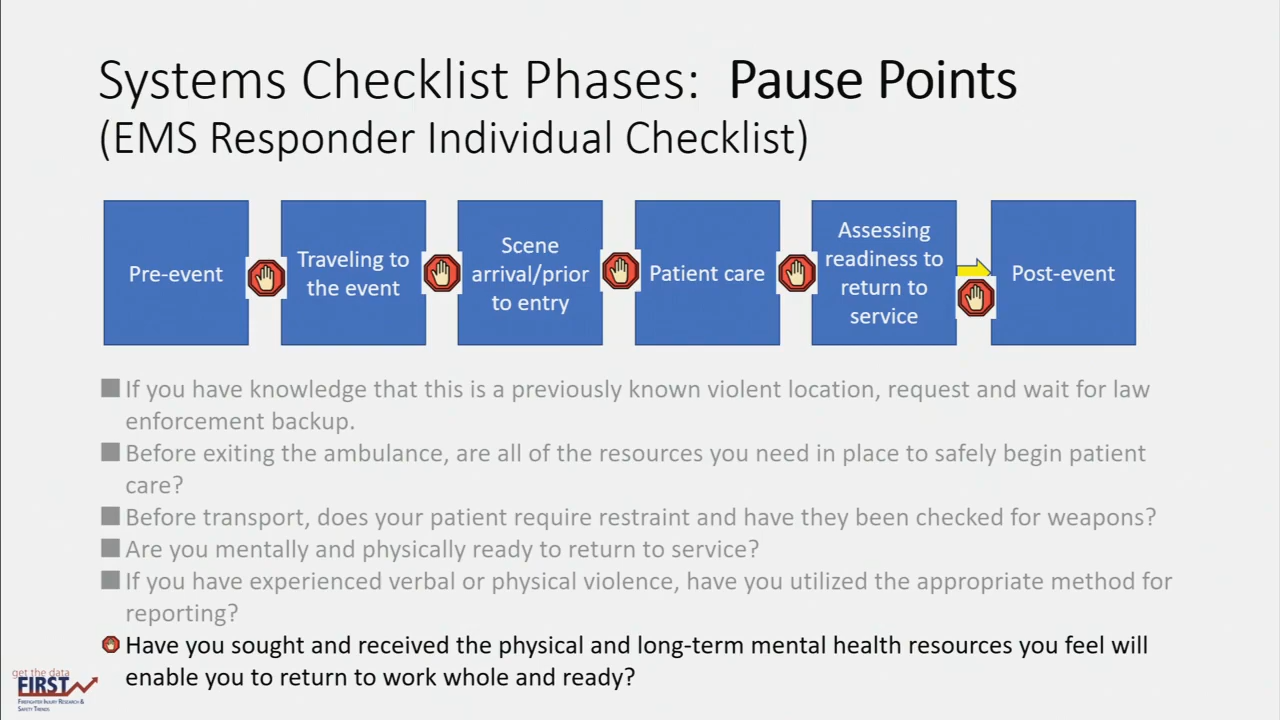 Systems Checklist Phases: Pause Points
(EMS Responder Individual Checklist)
Pre-event
Traveling to
the event
Scene
arrival/prior
to entry
Patient care
Assessing
readiness to
return to
service
Post-event
If you have knowledge that this is a previously known violent location, request and wait for law
enforcement backup.
Before exiting the ambulance, are all of the resources you need in place to safely begin patient
care?
Before transport, does your patient require restraint and have they been checked for weapons?
Are you mentally and physically ready to return to service?
If you have experienced verbal or physical violence, have you utilized the appropriate method for
reporting?
Have you sought and received the physical and long-term mental health resources you feel will
enable you to return to work whole and ready?
get the data
FIRST
FIREFIGHTER INJURY RESEARCH &
SAFETY TRENDS